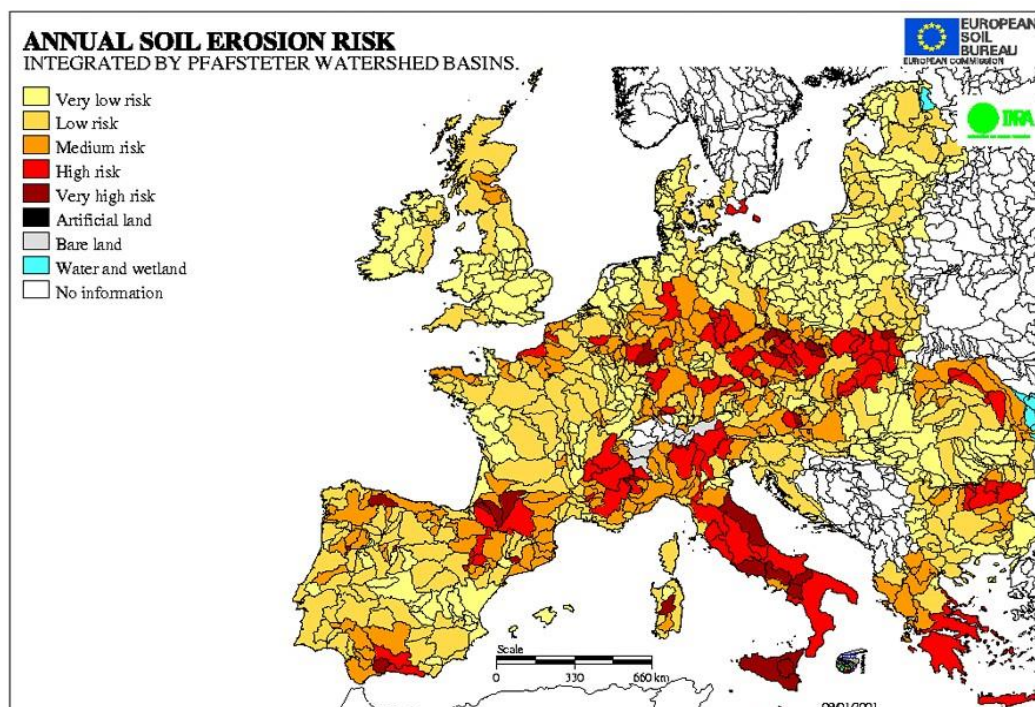 ANNUAL SOIL EROSION RISK
INTEGRATED BY PFAFSTETER WATERSHED BASINS.
Very low risk
Low risk
Medium risk
High risk
Very high risk
Artificial land
Bare land
Water and wetland
No information
EUROPEAN
SOIL
BUREAU
EUROPEAN COMMISSION
INRA
Scale
0 330 660 km